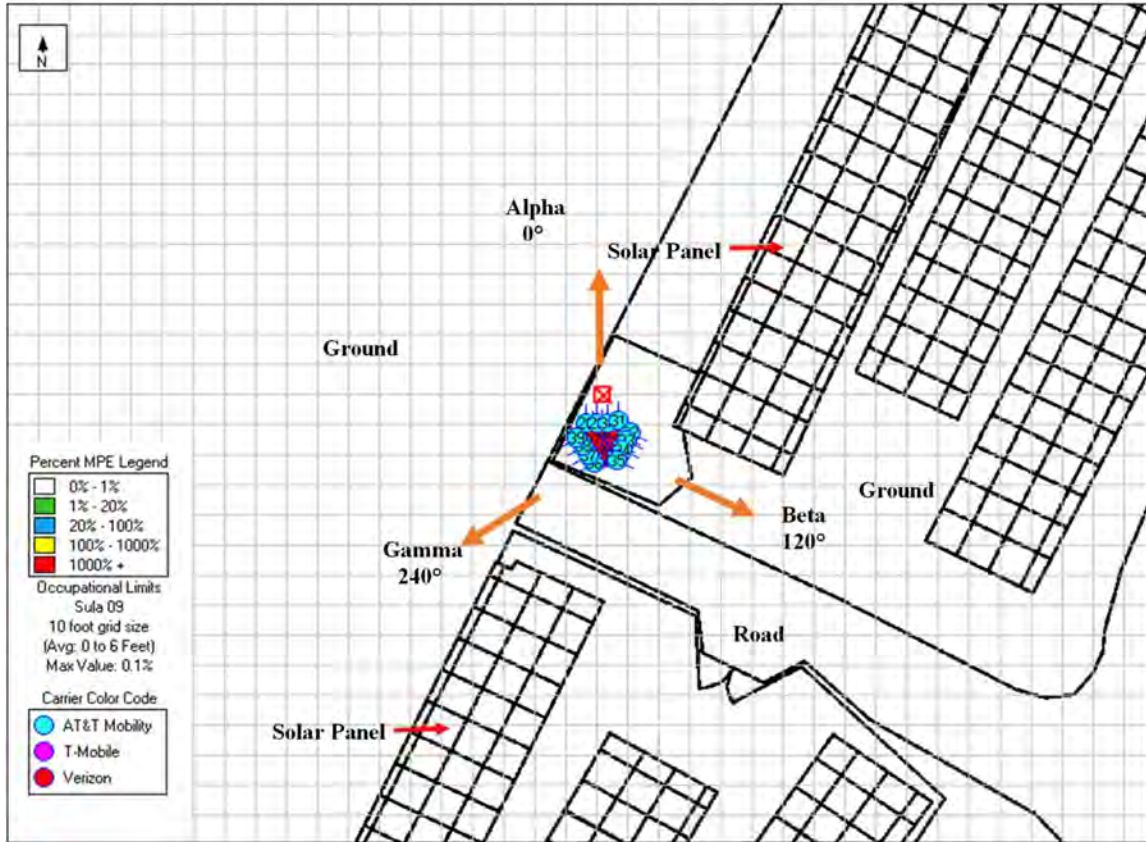 N
Alpha
0°
Solar Panel
Ground
Ground
Beta
120°
Gamma
240°
Road
Solar Panel
Percent MPE Legend
0% - 1%
1% - 20%
20% - 100%
100% - 1000%
1000% +
Occupational Limits
Sula 09
10 foot grid size
(Avg: 0 to 6 Feet)
Max Value: 0.1%
Carrier Color Code
AT&T Mobility
T-Mobile
Verizon